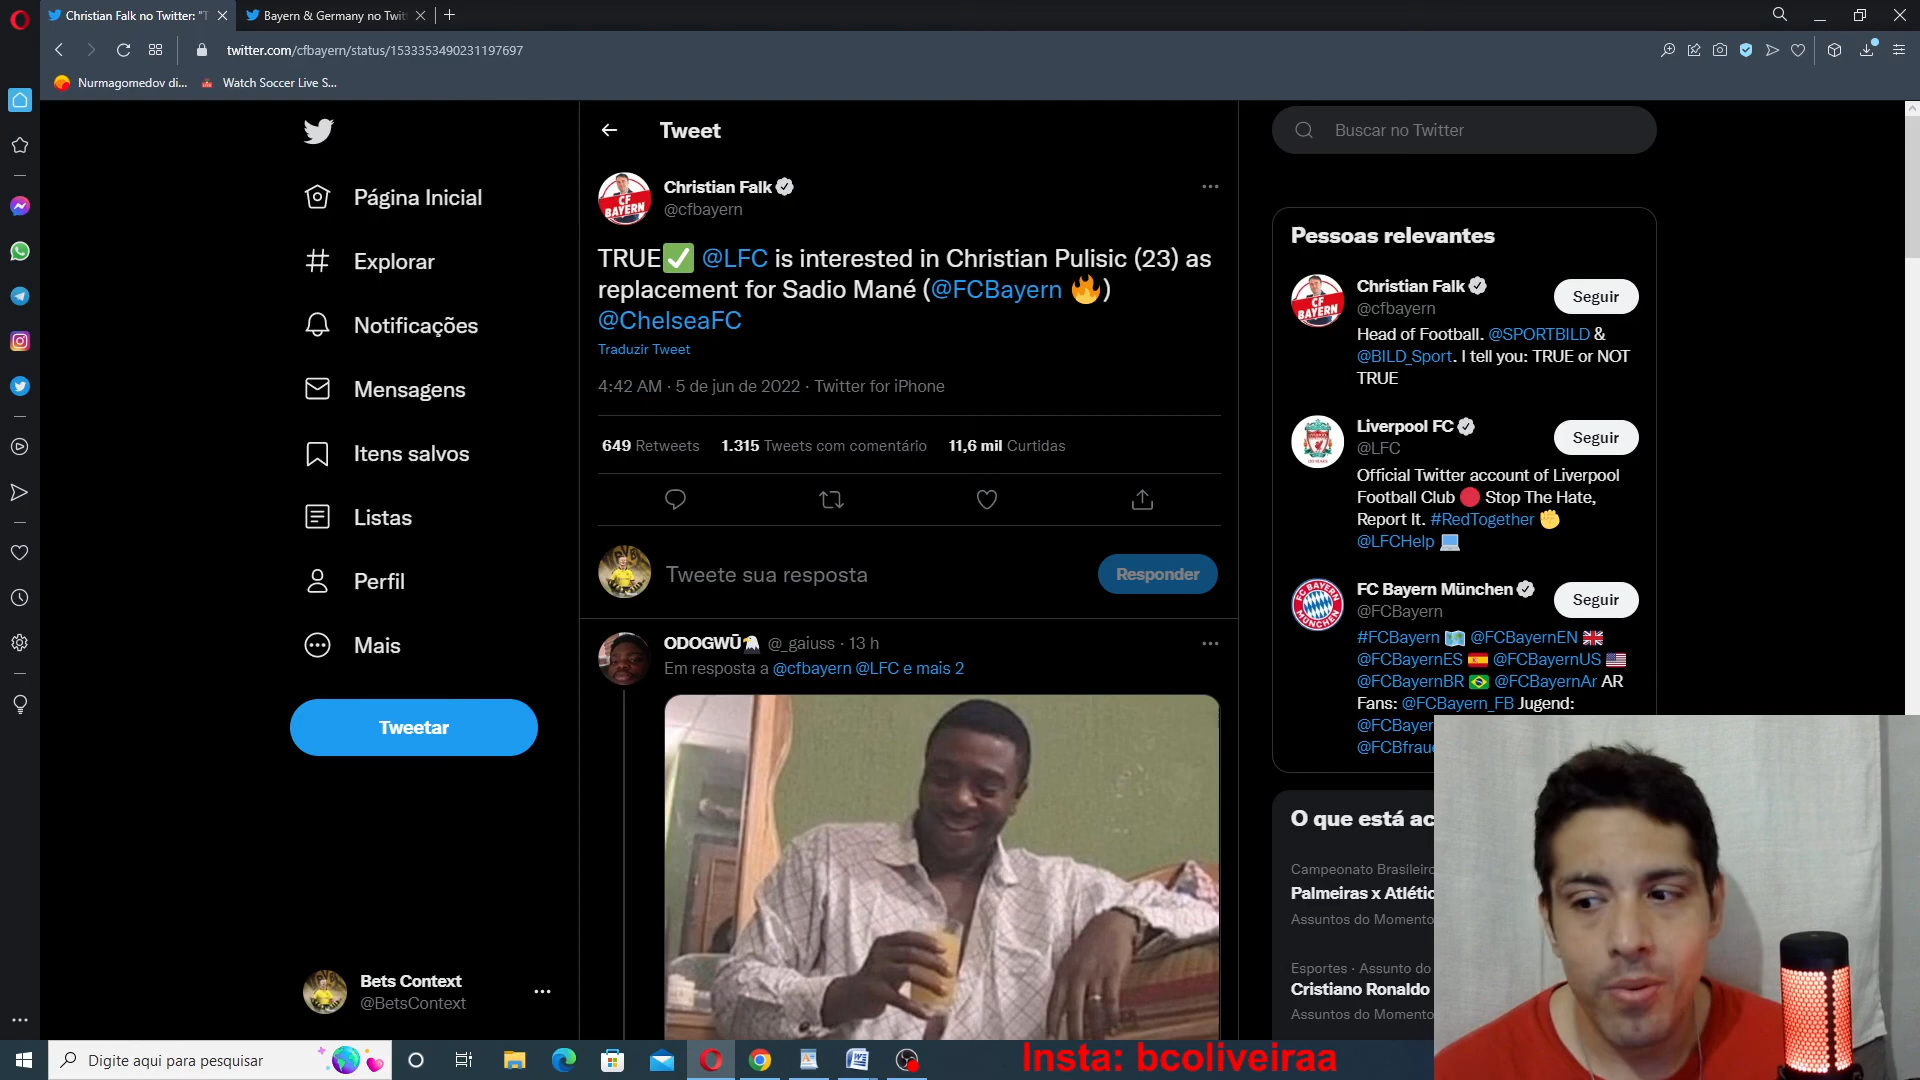 Christian Falk no Twitter: "T
Bayern & Germany no Twit
twitter.com/cfbayern/status/1533353490231197697
Nurmagomedov di...
Watch Soccer Live S...
Página Inicial
Explorar
Notificações
Mensagens
Itens salvos
Listas
Perfil
Mais
Tweetar
Bets Context
@BetsContext
Tweet
Christian Falk
@cfbayern
CF
BAYERN
TRUE✅ @LFC is interested in Christian Pulisic (23) as
replacement for Sadio Mané (@FCBayern 🔥)
@ChelseaFC
Traduzir Tweet
4:42 AM · 5 de jun de 2022 · Twitter for iPhone
649 Retweets 1.315 Tweets com comentário 11,6 mil Curtidas
Tweete sua resposta
Responder
ODOGWŪ🦅 @_gaiuss · 13 h
Em resposta a @cfbayern @LFC e mais 2
Buscar no Twitter
Pessoas relevantes
CF
BAYERN
Christian Falk
@cfbayern
Seguir
Head of Football. @SPORTBILD &
@BILD_Sport. I tell you: TRUE or NOT
TRUE
Liverpool FC
@LFC
Seguir
Official Twitter account of Liverpool
Football Club 🔴 Stop The Hate,
Report It. #RedTogether ✊
@LFCHelp 💻
FC Bayern München
@FCBayern
Seguir
#FCBayern 🗺️ @FCBayernEN 🇬🇧
@FCBayernES 🇪🇸 @FCBayernUS 🇺🇸
@FCBayernBR 🇧🇷 @FCBayernAr AR
Fans: @FCBayern_FB Jugend:
@FCBayer
@FCBfrau
O que está ac
Campeonato Brasileiro
Palmeiras x Atlétic
Assuntos do Momento
Esportes · Assunto do
Cristiano Ronaldo
Assuntos do Momento
Digite aqui para pesquisar
Insta: bcoliveiraa